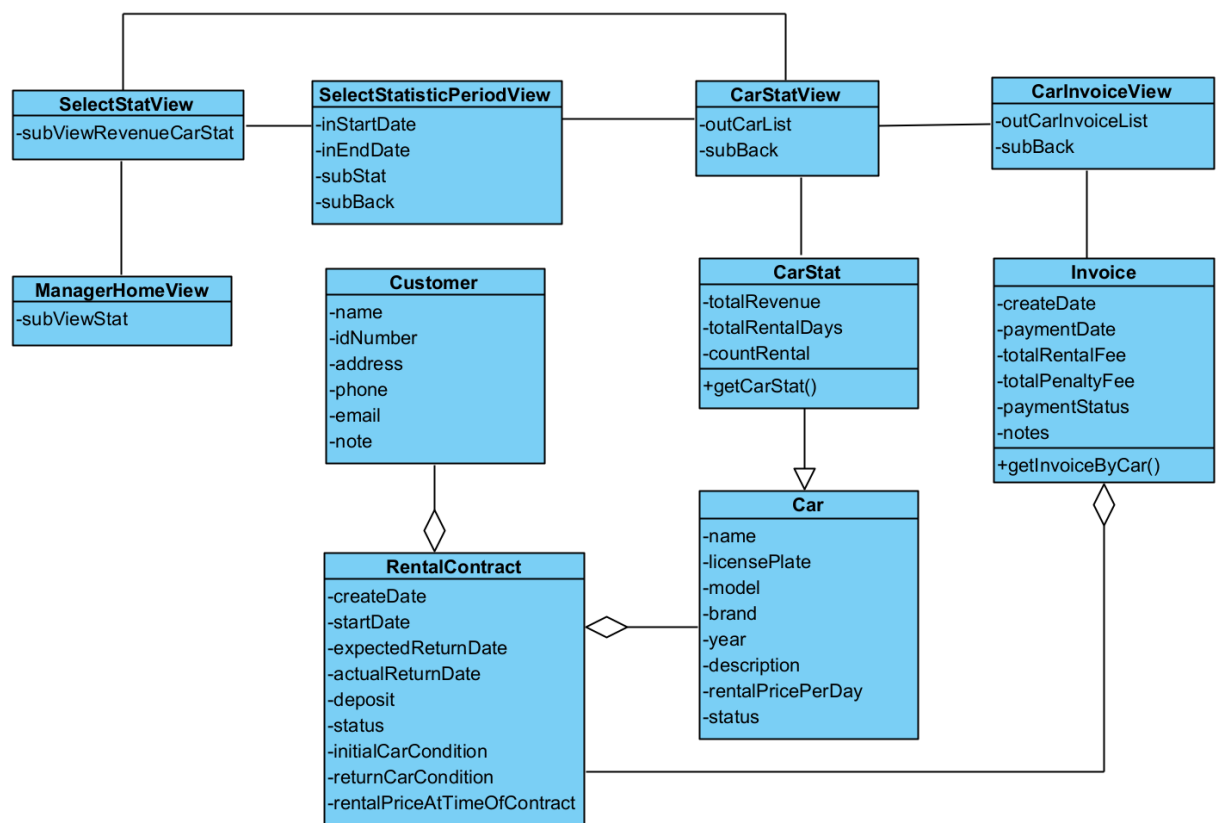 SelectStatView
-subViewRevenueCarStat
SelectStatisticPeriodView
-inStartDate
-inEndDate
-subStat
-subBack
CarStatView
-outCarList
-subBack
CarInvoiceView
-outCarInvoiceList
-subBack
ManagerHomeView
-subViewStat
Customer
-name
-idNumber
-address
-phone
-email
-note
CarStat
-totalRevenue
-totalRentalDays
-countRental
+getCarStat()
Invoice
-createDate
-paymentDate
-totalRentalFee
-totalPenaltyFee
-paymentStatus
-notes
+getInvoiceByCar()
RentalContract
-createDate
-startDate
-expectedReturnDate
-actualReturnDate
-deposit
-status
-initialCarCondition
-returnCarCondition
-rentalPriceAtTimeOfContract
Car
-name
-licensePlate
-model
-brand
-year
-description
-rentalPricePerDay
-status